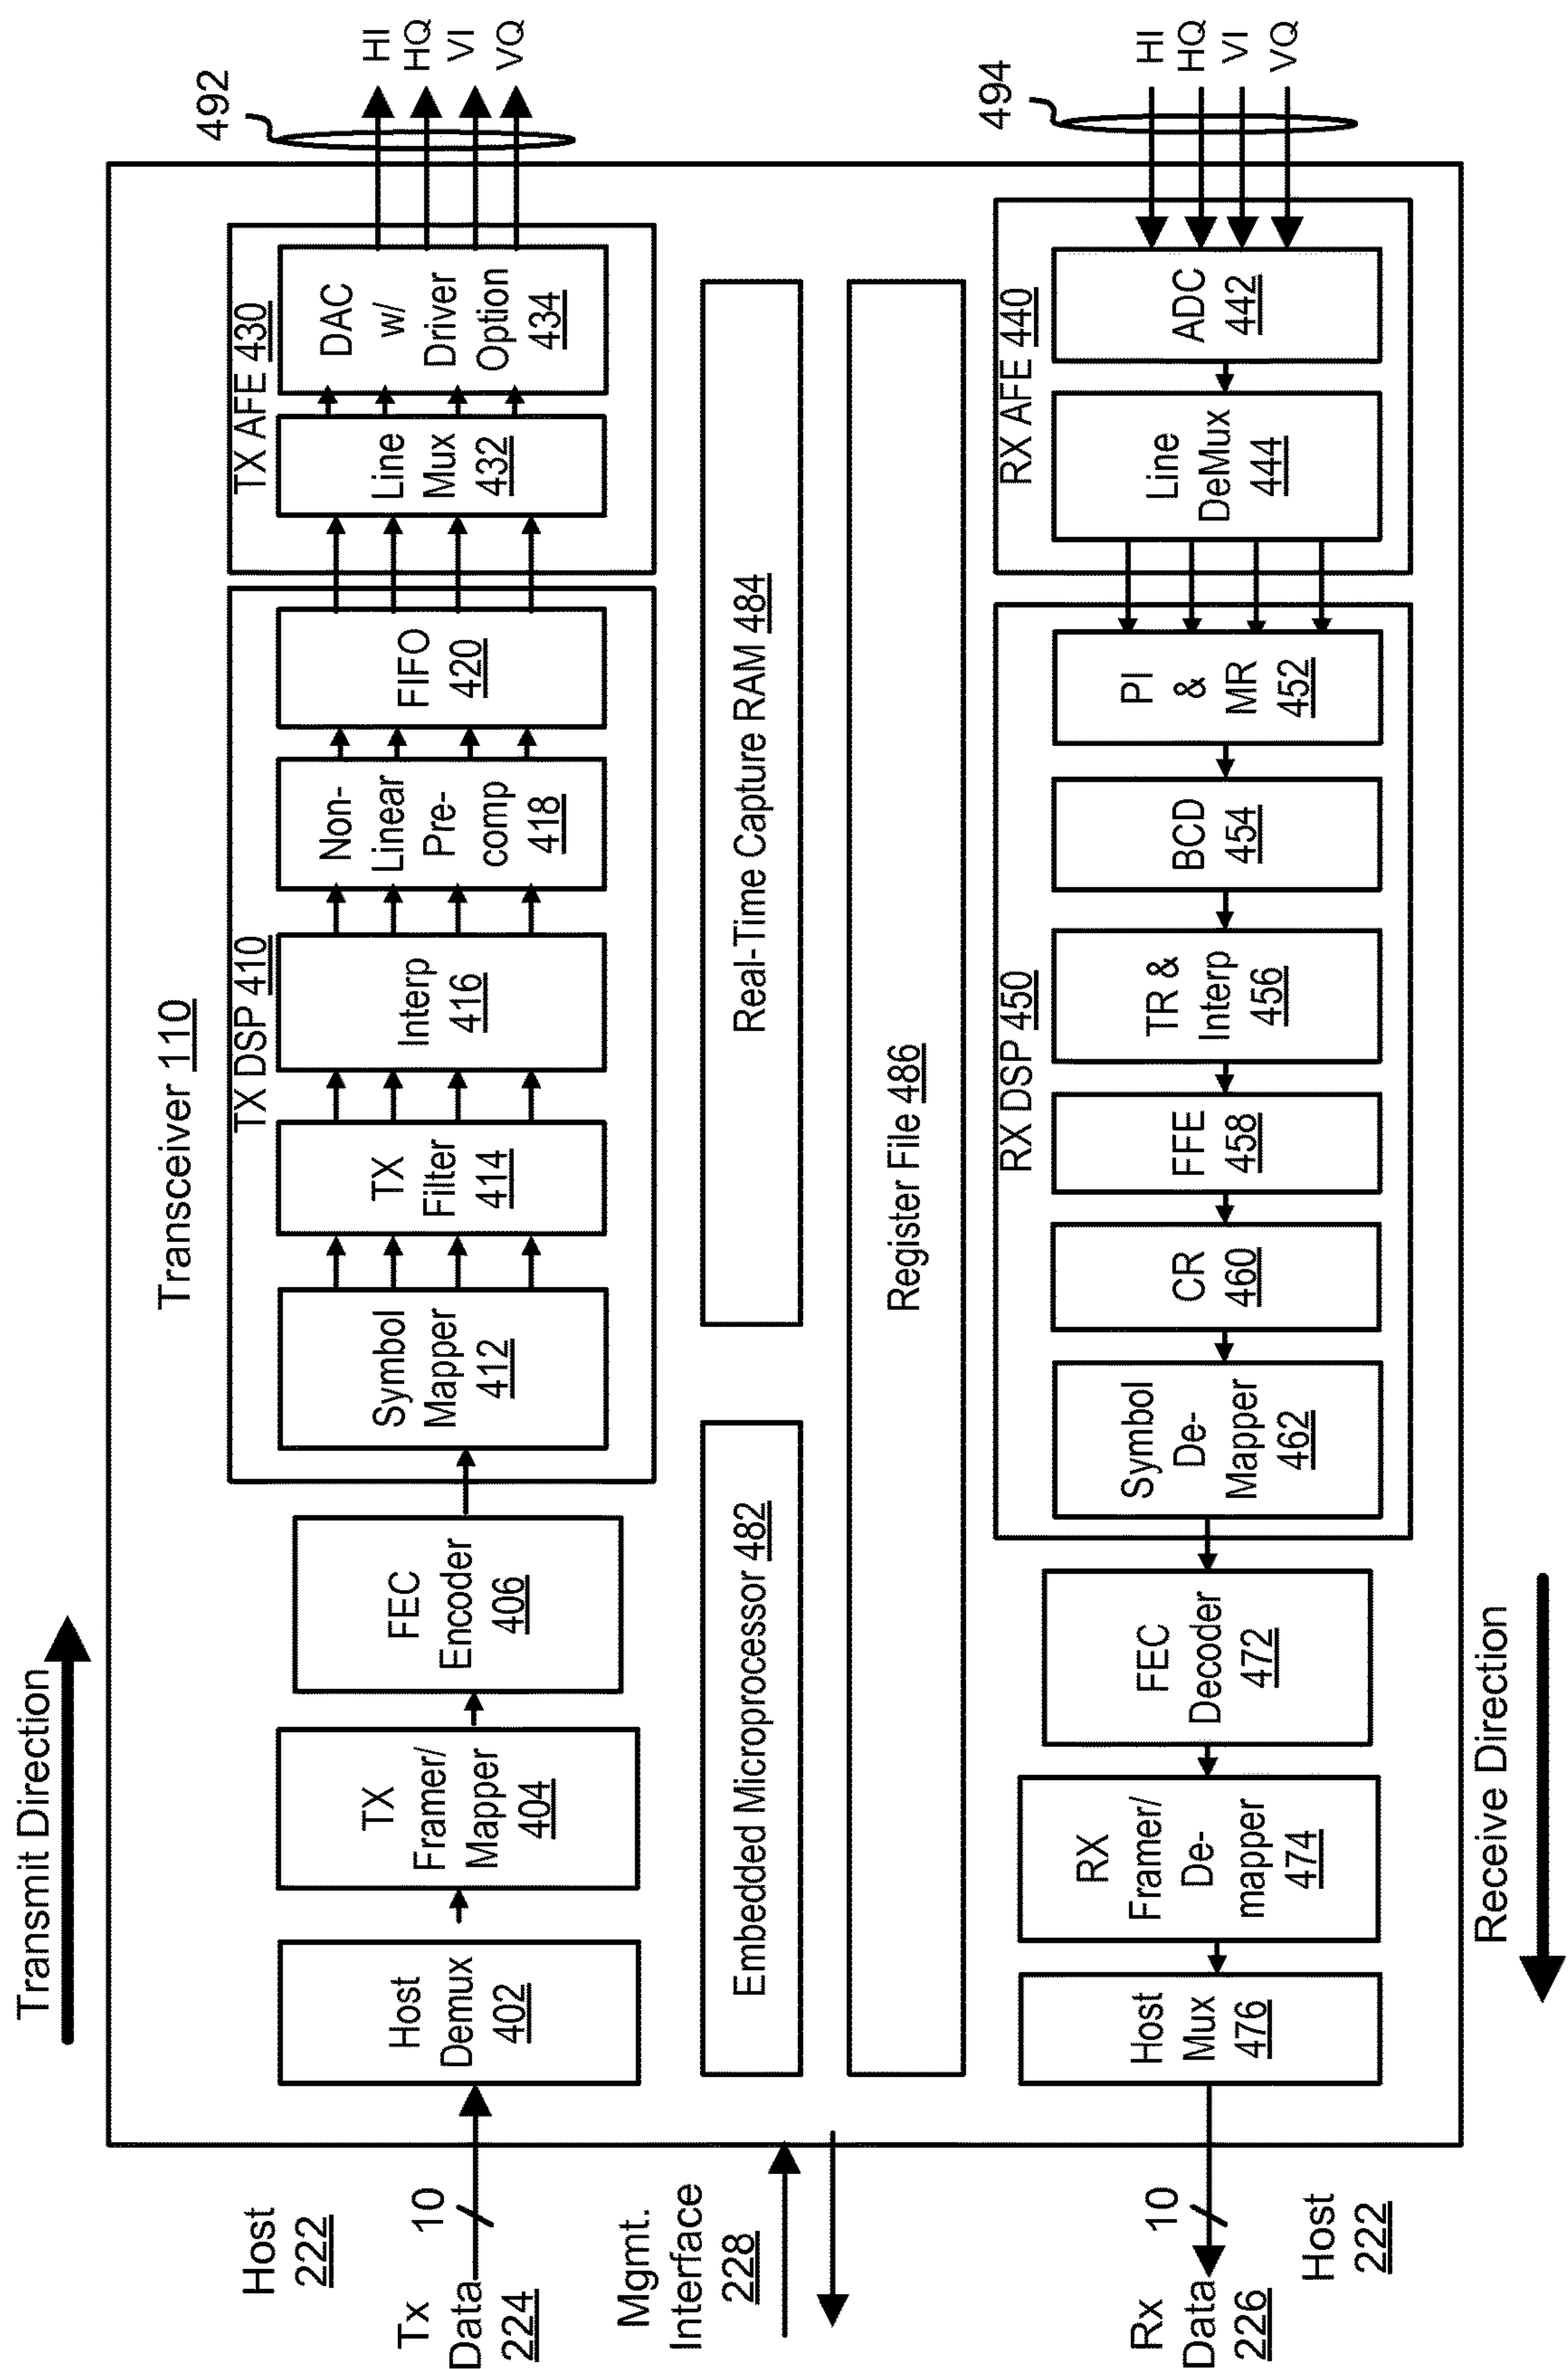 Transmit Direction
Transceiver 110
Host
222
Tx
Data
224
10
Host
Demux
402
TX
Framer/
Mapper
404
FEC
Encoder
406
TX DSP 410
Symbol
Mapper
412
TX
Filter
414
Interp
416
Non-
Linear
Pre-
comp
418
FIFO
420
TX AFE 430
Line
Mux
432
DAC
w/
Driver
Option
434
492
HI
HQ
VI
VQ
Mgmt.
Interface
228
Embedded Microprocessor 482
Real-Time Capture RAM 484
Register File 486
Rx
Data
226
10
Host
222
Host
Mux
476
RX
Framer/
De-
mapper
474
FEC
Decoder
472
RX DSP 450
Symbol
De-
Mapper
462
CR
460
FFE
458
TR &
Interp
456
BCD
454
PI
&
MR
452
RX AFE 440
Line
DeMux
444
ADC
442
494
HI
HQ
VI
VQ
Receive Direction